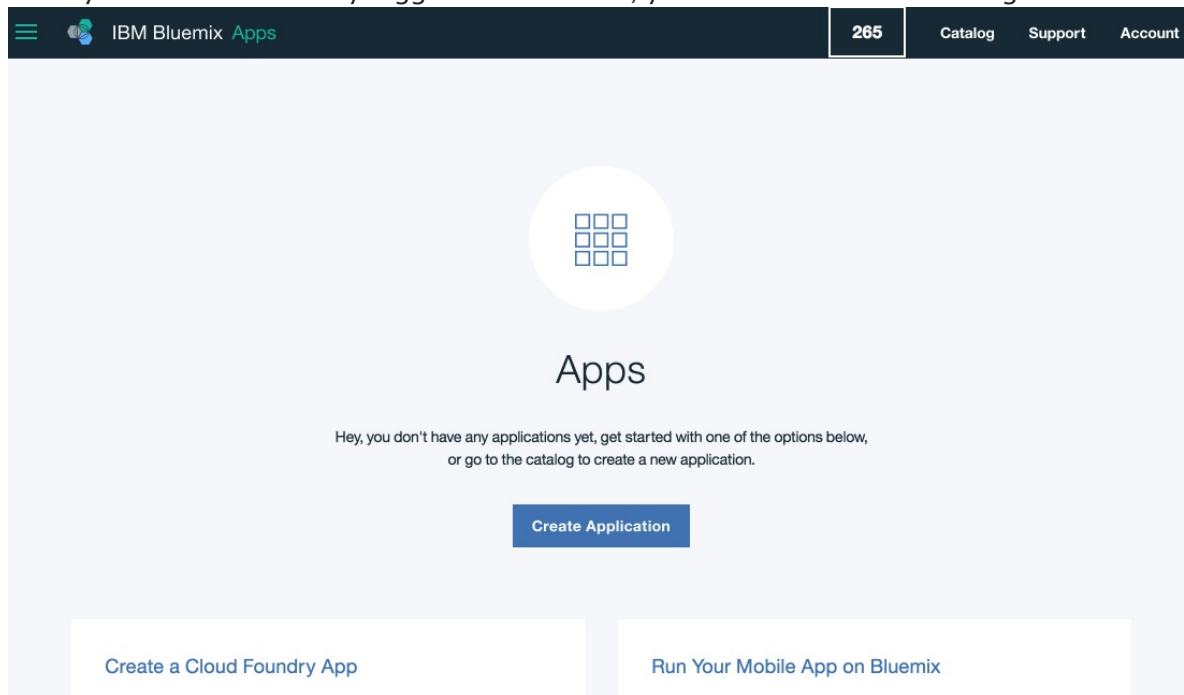 IBM Bluemix Apps
265
Catalog
Support
Account
Apps
Hey, you don't have any applications yet, get started with one of the options below,
or go to the catalog to create a new application.
Create Application
Create a Cloud Foundry App
Run Your Mobile App on Bluemix